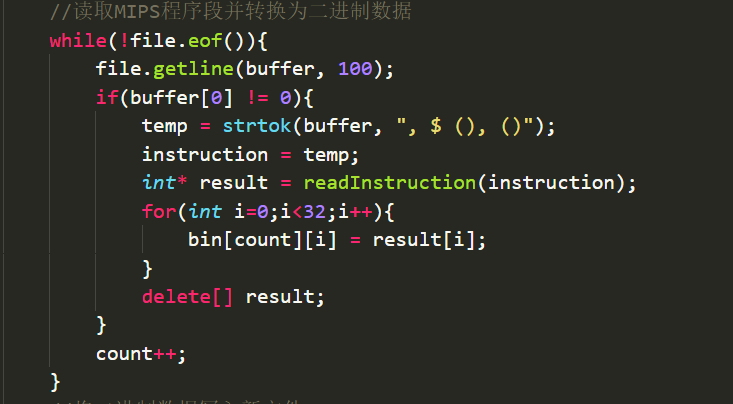 //读取MIPS程序段并转换为二进制数据
while(!file.eof()){
file.getline(buffer, 100);
if(buffer[0] != 0){
temp = strtok(buffer, ", $ (), ()");
instruction = temp;
int* result = readInstruction(instruction);
for(int i=0;i<32;i++){
bin[count][i] = result[i];
}
delete[] result;
}
count++;
}